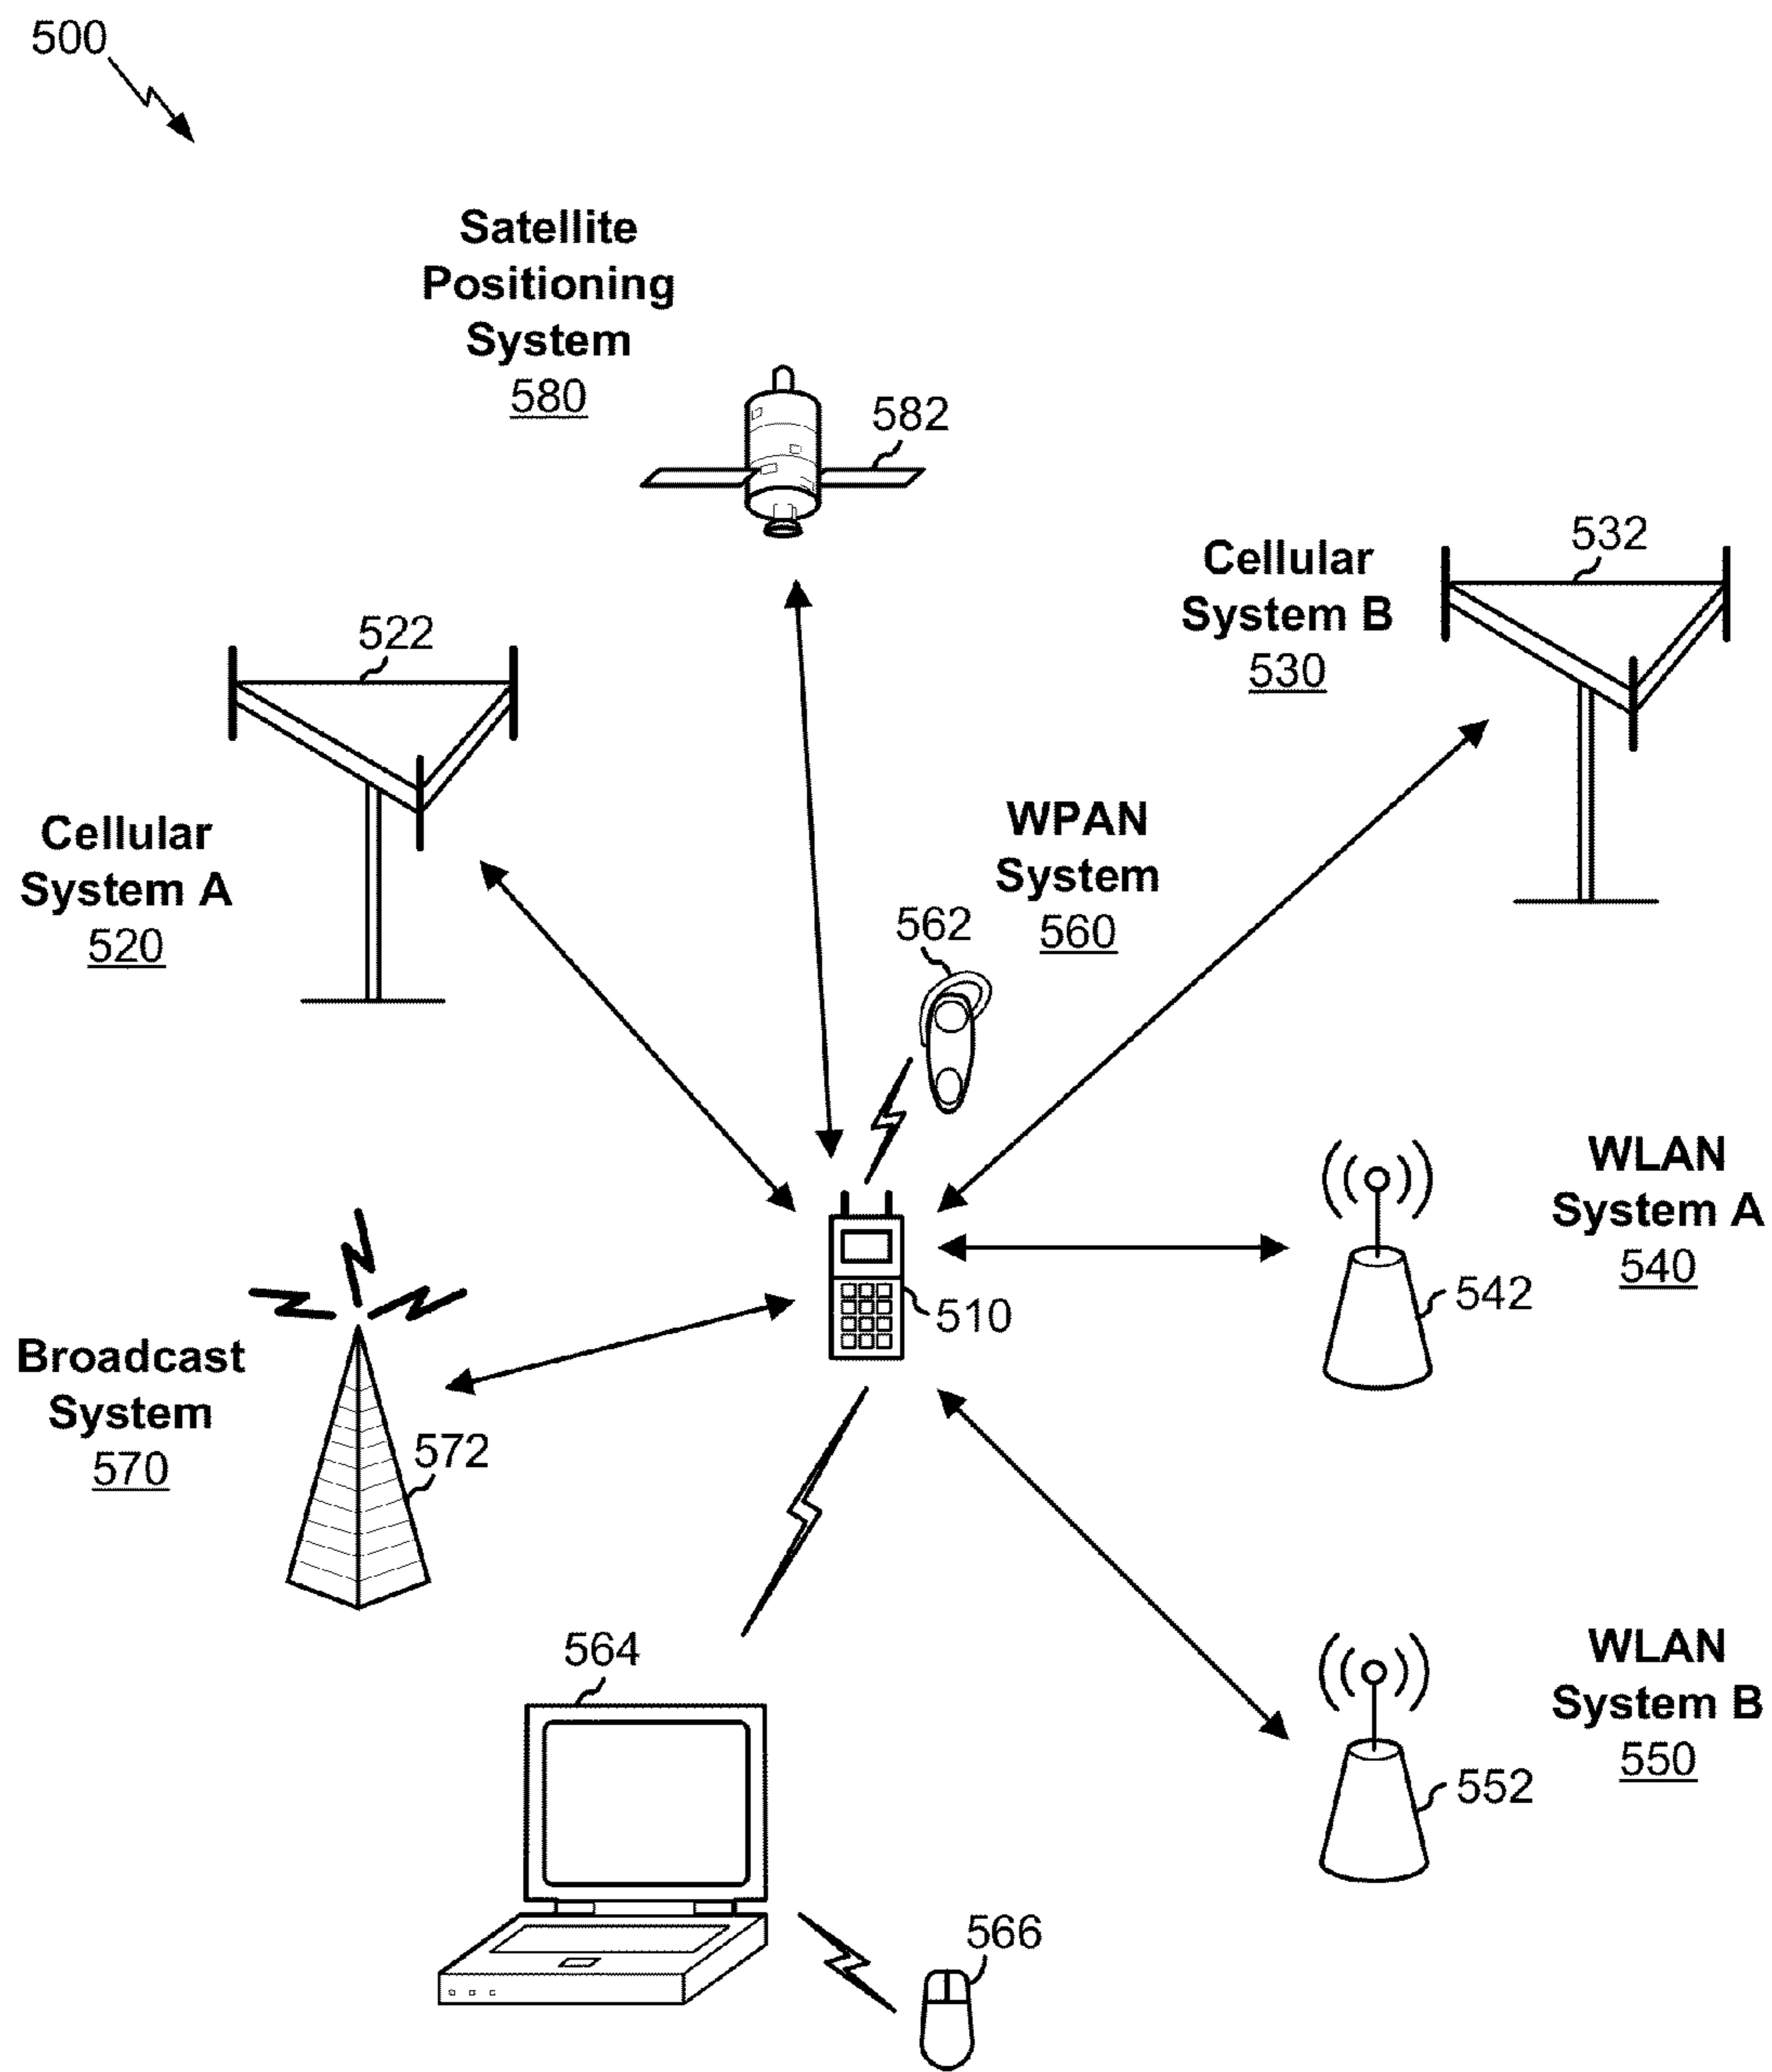 500
Satellite
Positioning
System
580
582
Cellular
System B
530
532
522
Cellular
System A
520
WPAN
System
560
562
WLAN
System A
540
542
510
Broadcast
System
570
572
564
WLAN
System B
550
552
566